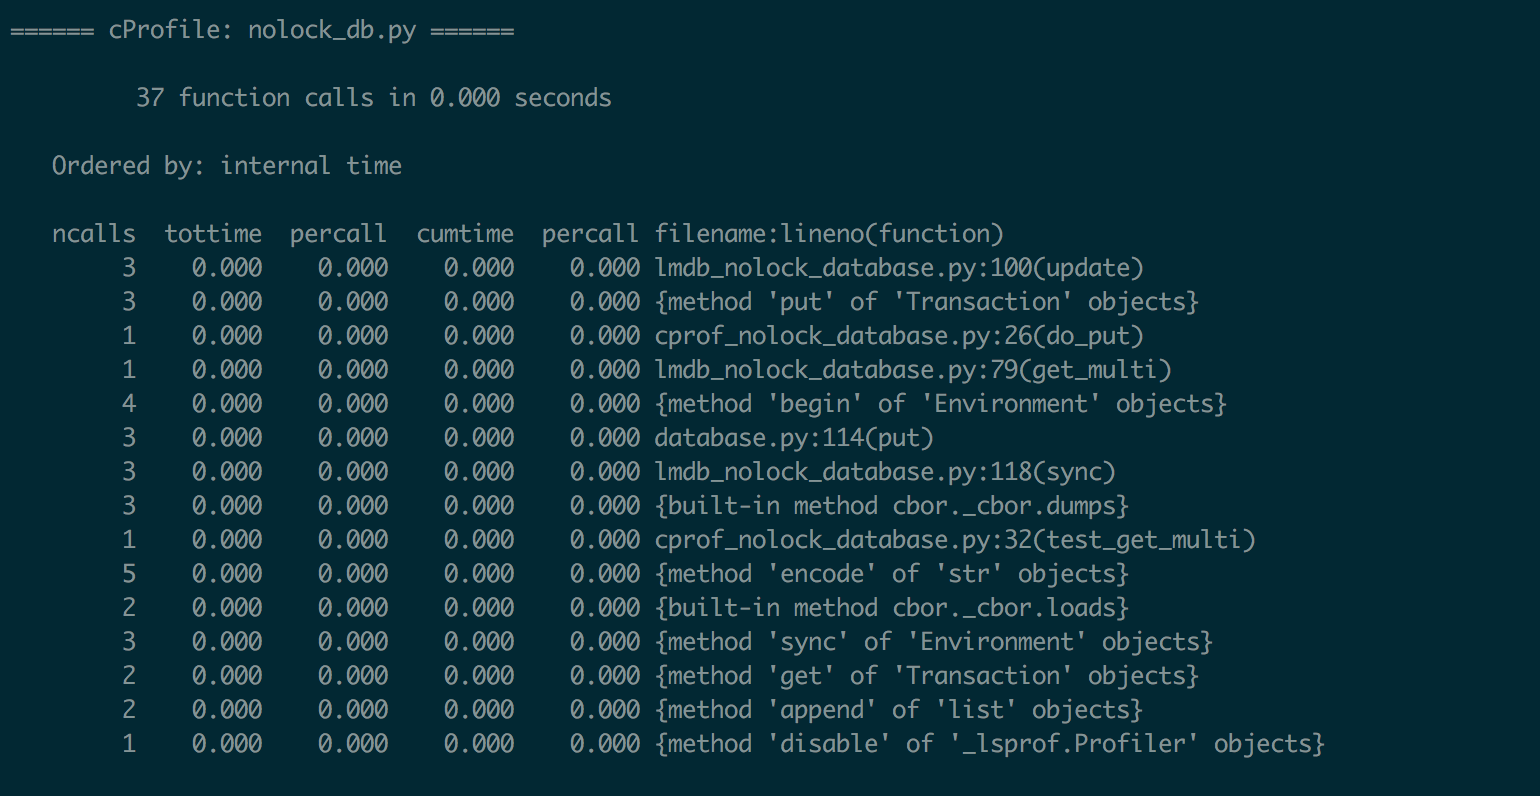 ====== cProfile: nolock_db.py ======
37 function calls in 0.000 seconds
Ordered by: internal time
ncalls  tottime  percall  cumtime  percall filename:lineno(function)
3    0.000    0.000    0.000    0.000 lmdb_nolock_database.py:100(update)
3    0.000    0.000    0.000    0.000 {method 'put' of 'Transaction' objects}
1    0.000    0.000    0.000    0.000 cprof_nolock_database.py:26(do_put)
1    0.000    0.000    0.000    0.000 lmdb_nolock_database.py:79(get_multi)
4    0.000    0.000    0.000    0.000 {method 'begin' of 'Environment' objects}
3    0.000    0.000    0.000    0.000 database.py:114(put)
3    0.000    0.000    0.000    0.000 lmdb_nolock_database.py:118(sync)
3    0.000    0.000    0.000    0.000 {built-in method cbor._cbor.dumps}
1    0.000    0.000    0.000    0.000 cprof_nolock_database.py:32(test_get_multi)
5    0.000    0.000    0.000    0.000 {method 'encode' of 'str' objects}
2    0.000    0.000    0.000    0.000 {built-in method cbor._cbor.loads}
3    0.000    0.000    0.000    0.000 {method 'sync' of 'Environment' objects}
2    0.000    0.000    0.000    0.000 {method 'get' of 'Transaction' objects}
2    0.000    0.000    0.000    0.000 {method 'append' of 'list' objects}
1    0.000    0.000    0.000    0.000 {method 'disable' of '_lsprof.Profiler' objects}